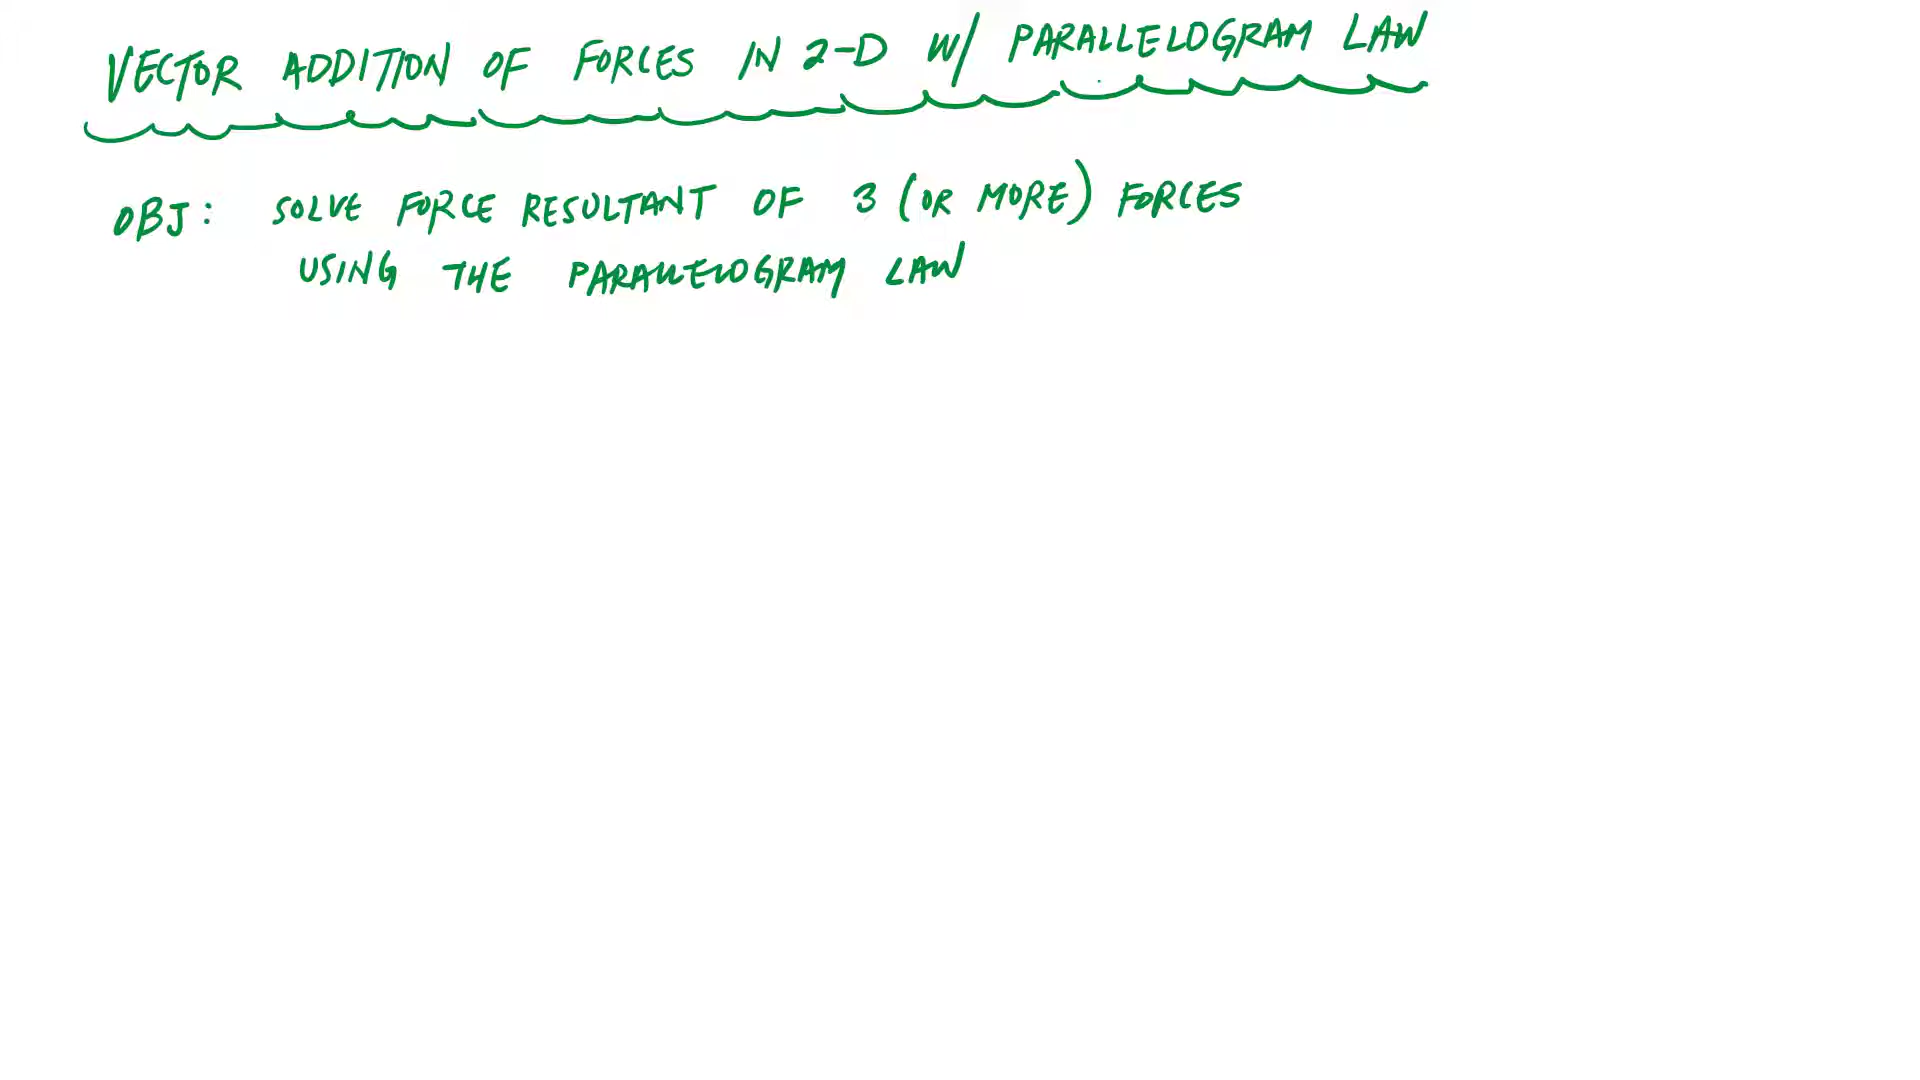 VECTOR ADDITION OF FORCES IN 2-D W/ PARALLELOGRAM LAW
OBJ: SOLVE FORCE RESULTANT OF 3 (OR MORE) FORCES
USING THE PARALLELOGRAM LAW